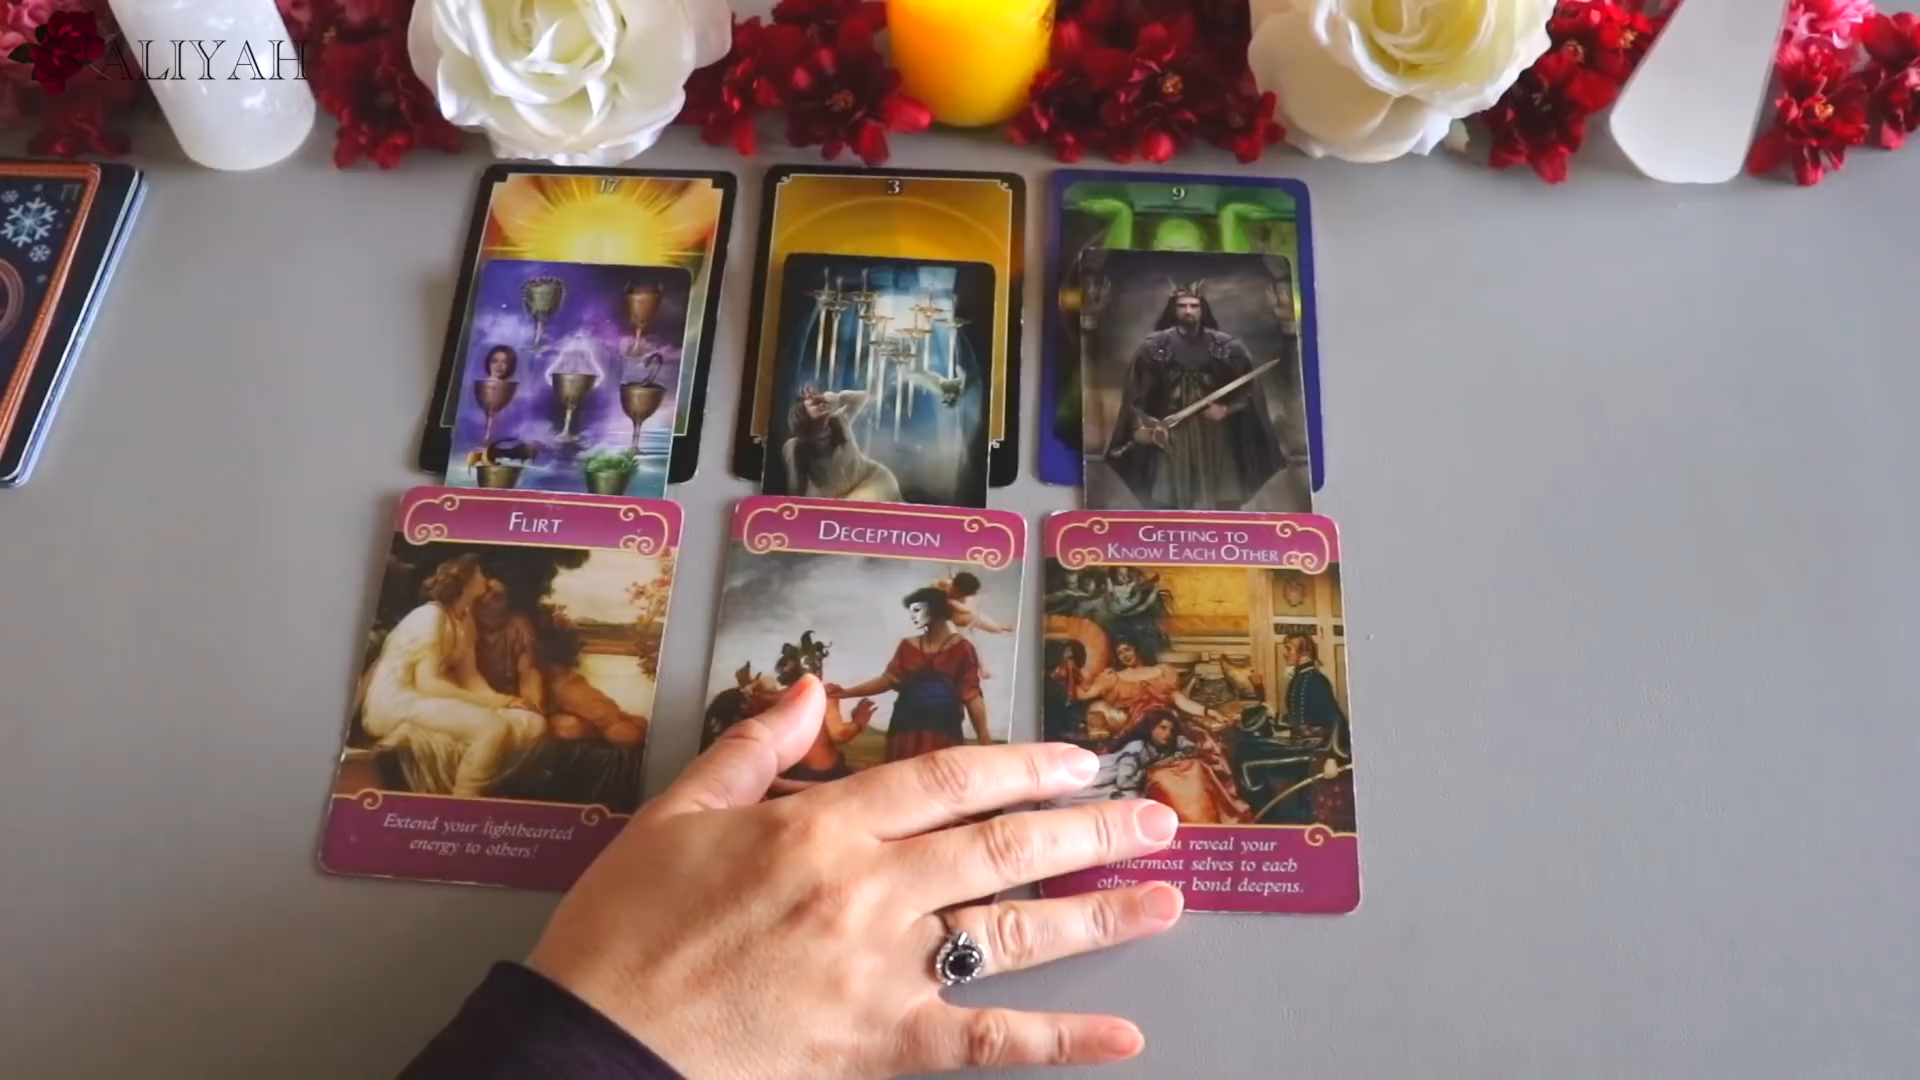 ALIYAH
17
3
9
FLIRT
DECEPTION
GETTING TO
KNOW EACH OTHER
Extend your lighthearted
energy to others!
reveal your
innermost selves to each
other, your bond deepens.